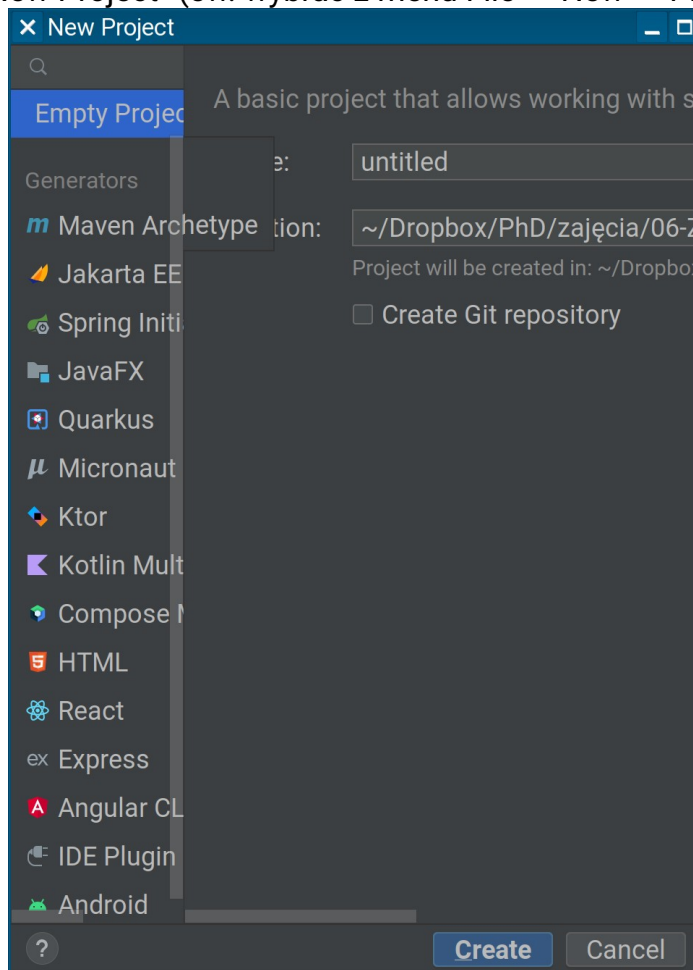 New Project
Empty Projec
A basic project that allows working with s
e:
untitled
Generators
Maven Archetype
tion:
~/Dropbox/PhD/zajęcia/06-Z
Jakarta EE
Project will be created in: ~/Dropbo
Spring Initi
Create Git repository
JavaFX
Quarkus
μ Micronaut
Ktor
Kotlin Mult
Compose M
HTML
React
ex Express
Angular CL
IDE Plugin
Android
?
Create
Cancel